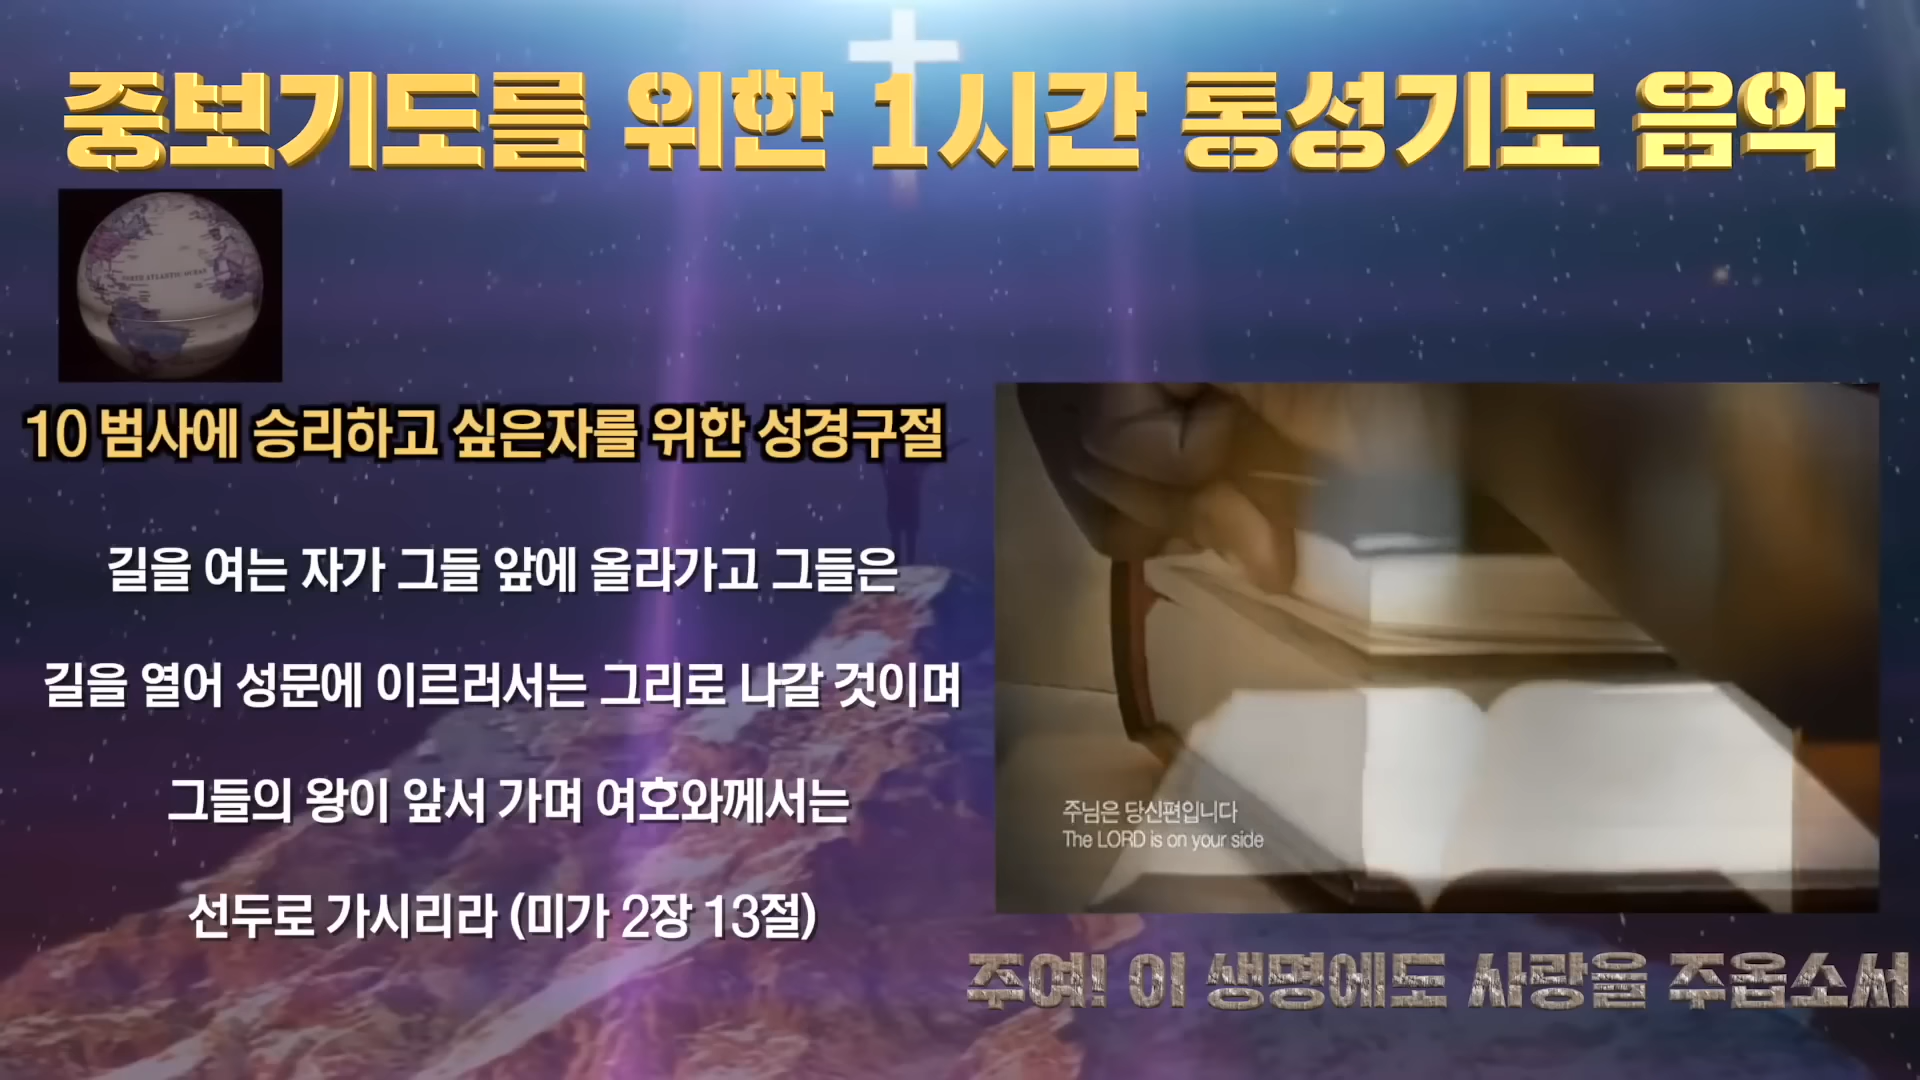 중보기도를 위한 1시간 통성기도 음악
NORTH ATLANTIC OCEAN
10 범사에 승리하고 싶은자를 위한 성경구절
길을 여는 자가 그들 앞에 올라가고 그들은
길을 열어 성문에 이르러서는 그리로 나갈 것이며
그들의 왕이 앞서 가며 여호와께서는
선두로 가시리라 (미가 2장 13절)
주님은 당신편입니다
The LORD is on your side
주여! 이 생명에도 사랑을 주옵소서